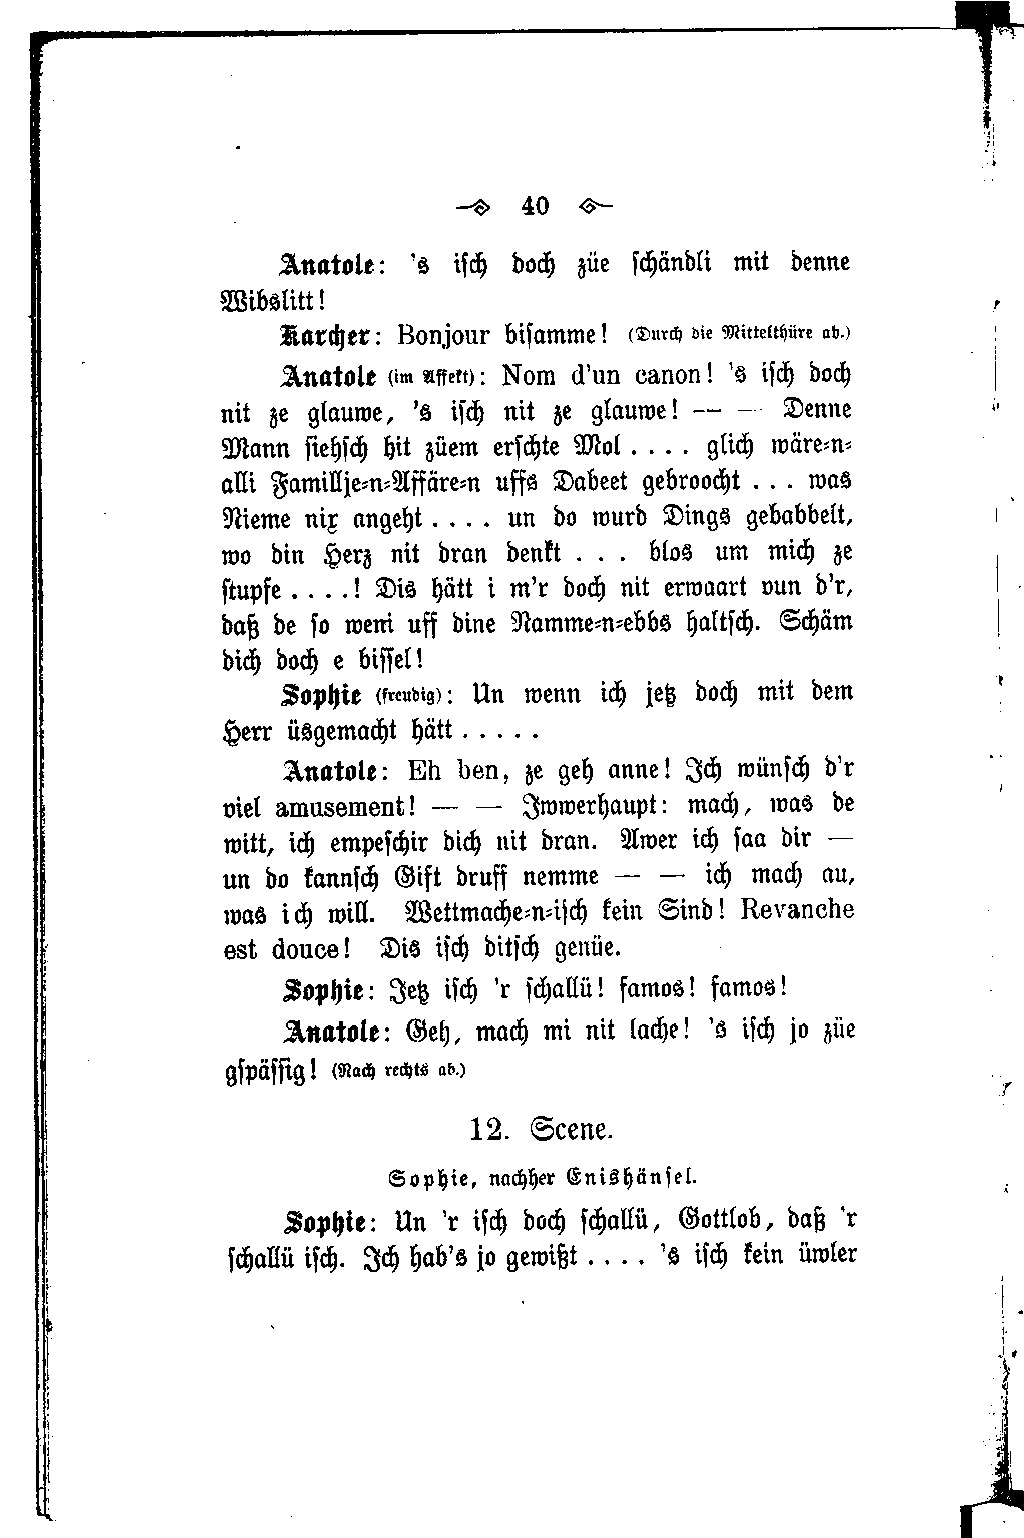 40
Anatole: 's isch doch züe schändli mit denne
Wibslitt!
Karcher: Bonjour bisamme! (Durch die Mittelthüre ab.)
Anatole (im Affekt): Nom d'un canon! 's isch doch
nit ze glauwe, 's isch nit ze glauwe! — — Denne
Mann siehsch hit züem erschte Mol . . . . glich wäre-n-
alli Familljе-n-Affäre-n uffs Dabeet gebroocht . . . was
Nieme nix angeht . . . . un do wurd Dings gebabbelt,
wo din Herz nit dran denkt . . . blos um mich ze
stupfe . . . .! Dis hätt i m'r doch nit erwaart vun d'r,
daß de so weni uff dine Namme-n-ebbs haltsch. Schäm
dich doch e bissel!
Sophie (freudig): Un wenn ich jetz doch mit dem
Herr üsgemacht hätt . . . . .
Anatole: Eh ben, ze geh anne! Ich wünsch d'r
viel amusement! — — Iwwerhaupt: mach, was de
witt, ich empeschir dich nit dran. Awer ich saa dir —
un do kannsch Gift druff nemme — — ich mach au,
was ich will. Wettmache-n-isch kein Sind! Revanche
est douce! Dis isch ditsch genüe.
Sophie: Jetz isch 'r schallü! famos! famos!
Anatole: Geh, mach mi nit lache! 's isch jo züe
gspässig! (Nach rechts ab.)
12. Scene.
Sophie, nachher Enishänsel.
Sophie: Un 'r isch doch schallü, Gottlob, daß 'r
schallü isch. Ich hab's jo gewißt . . . . 's isch kein üwler